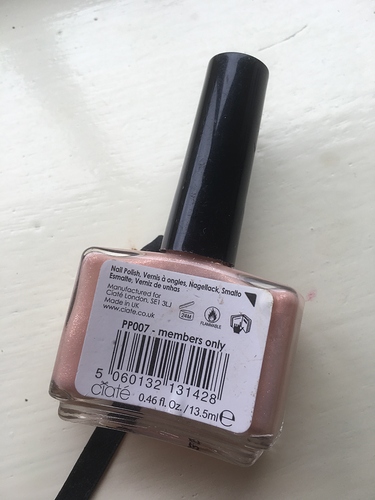 Nail Polish, Vernis à ongles, Nagellack, Smalto
Esmalte, Verniz de unhas
Manufactured for
Ciaté London, SE1 3LJ
Made in UK
www.ciate.co.uk
24M
FLAMMABLE
PP007 - members only
5 060132 131428
ciaté
0.46 fl. Oz. / 13.5ml e